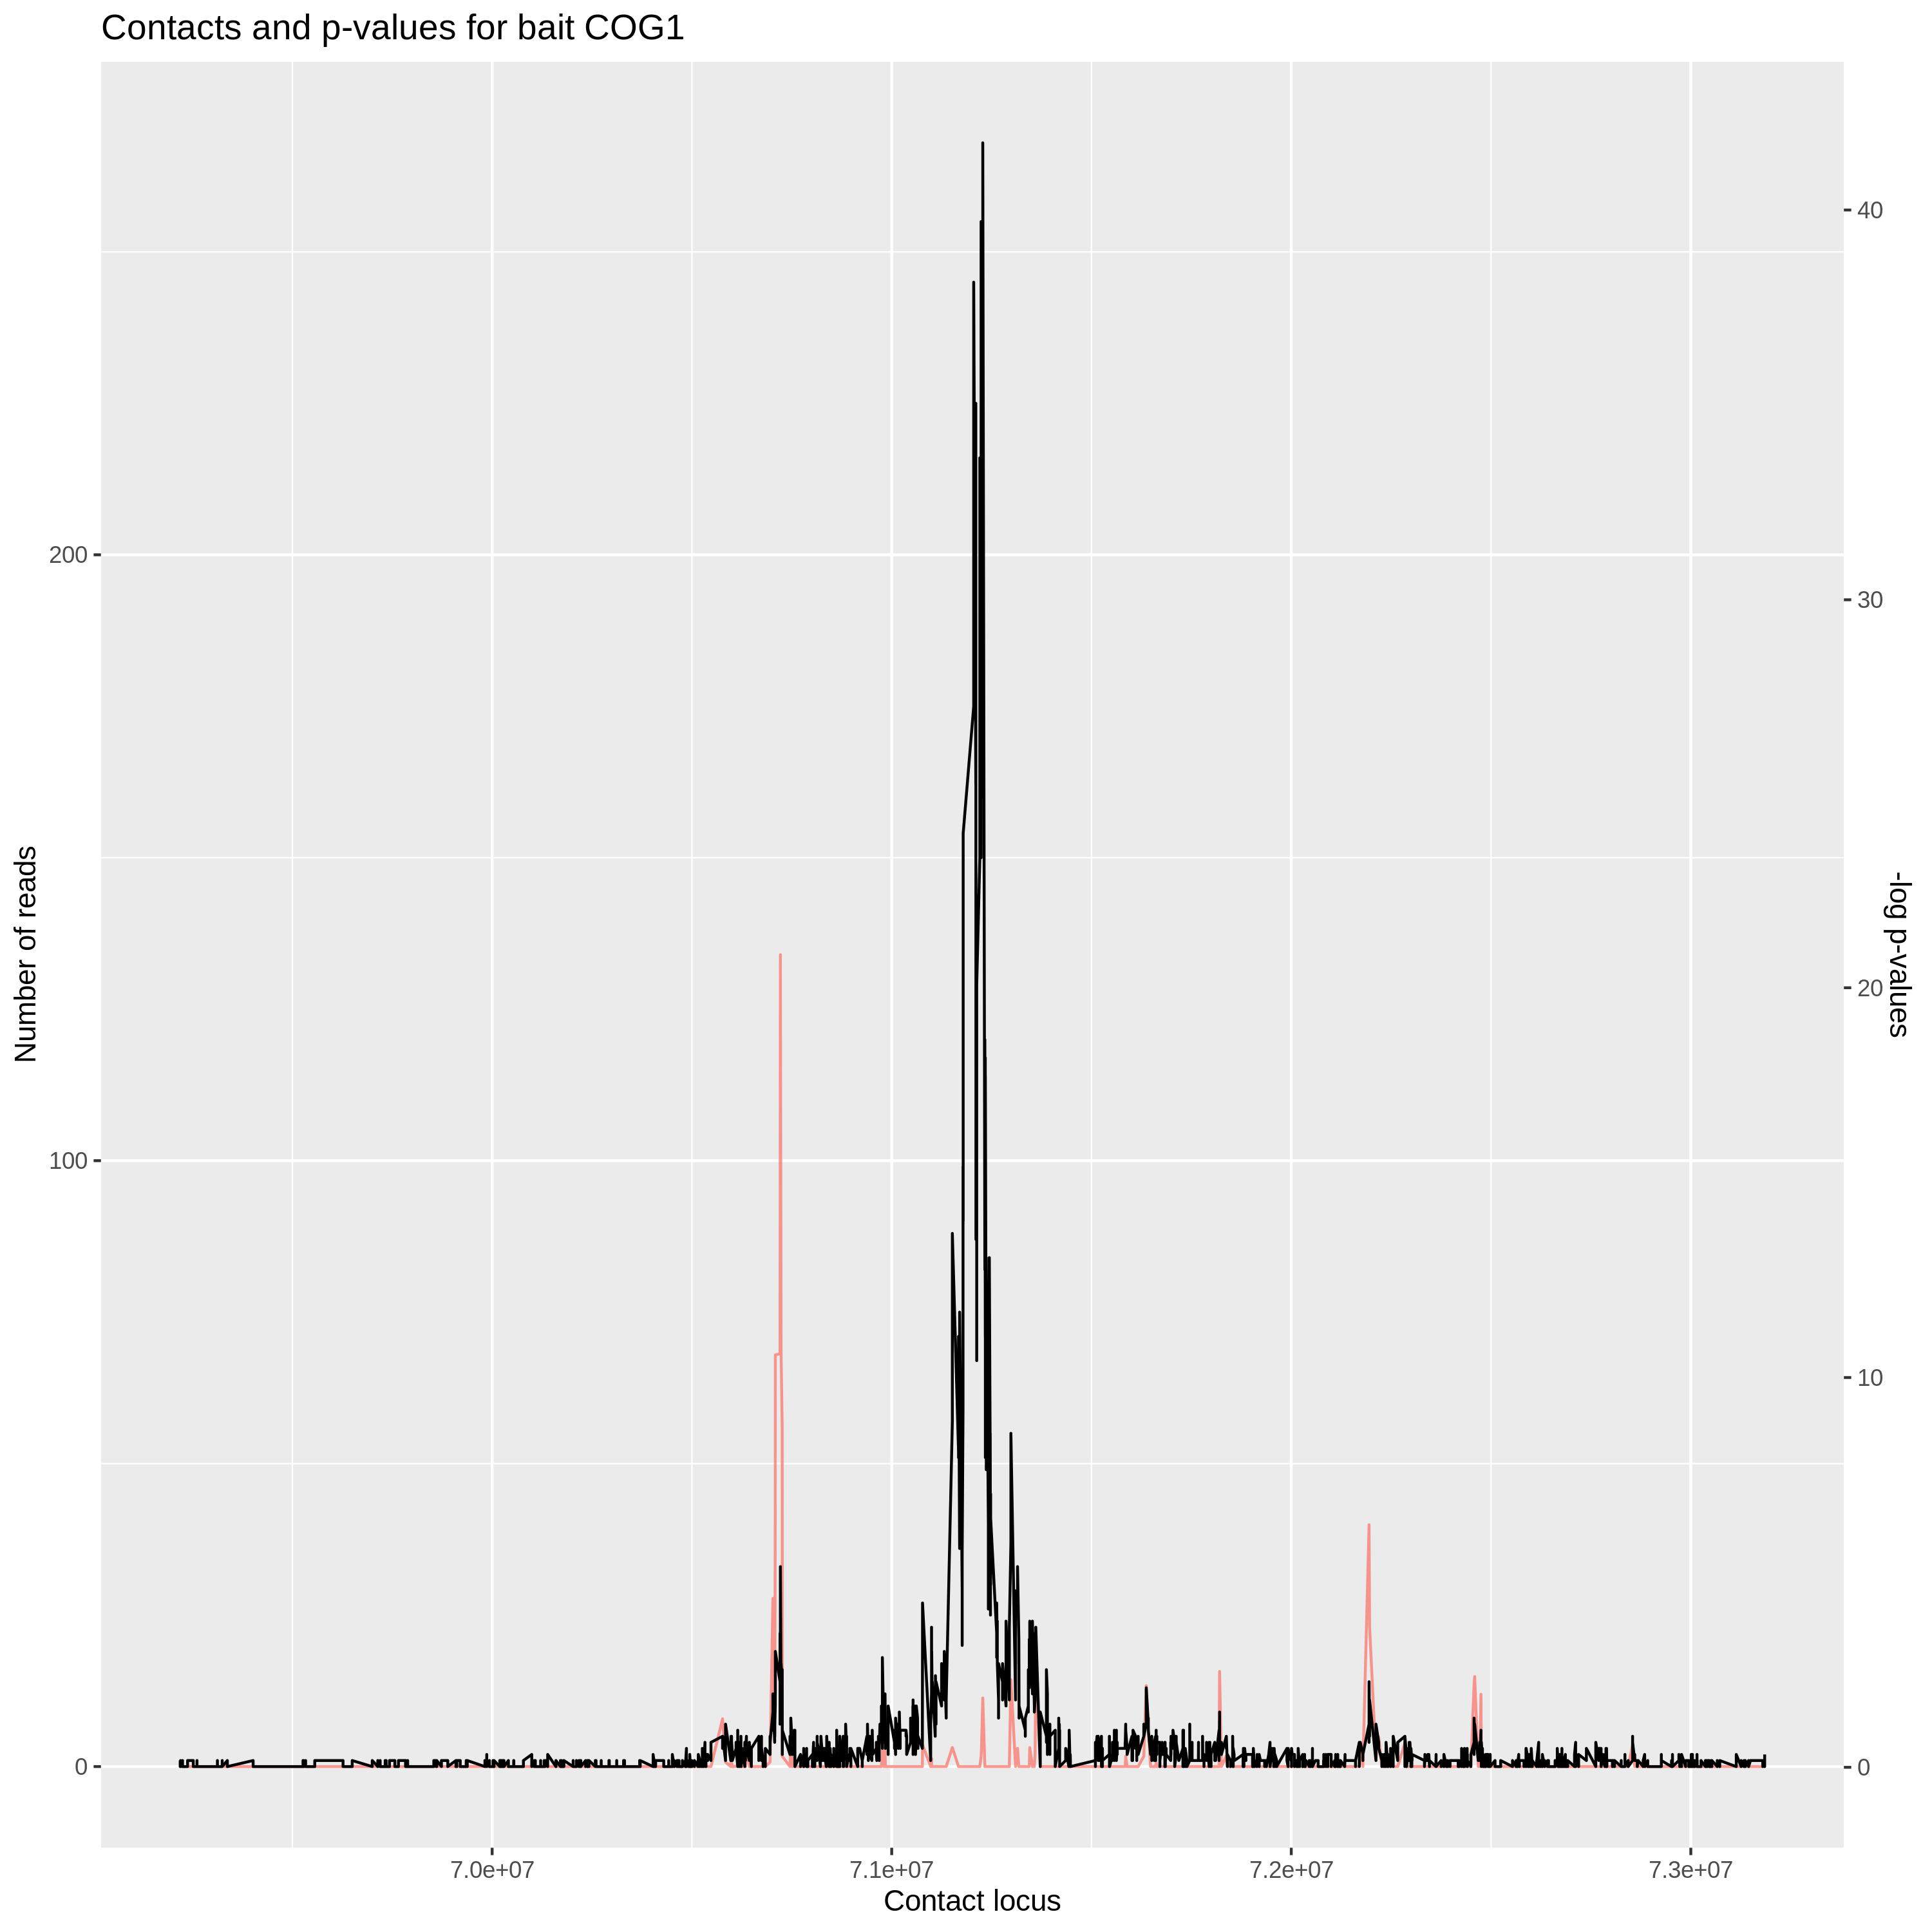 Contacts and p-values for bait COG1
Number of reads
200
100
0
40
30
20
10
0
-log p-values
7.0e+07
7.1e+07
7.2e+07
7.3e+07
Contact locus